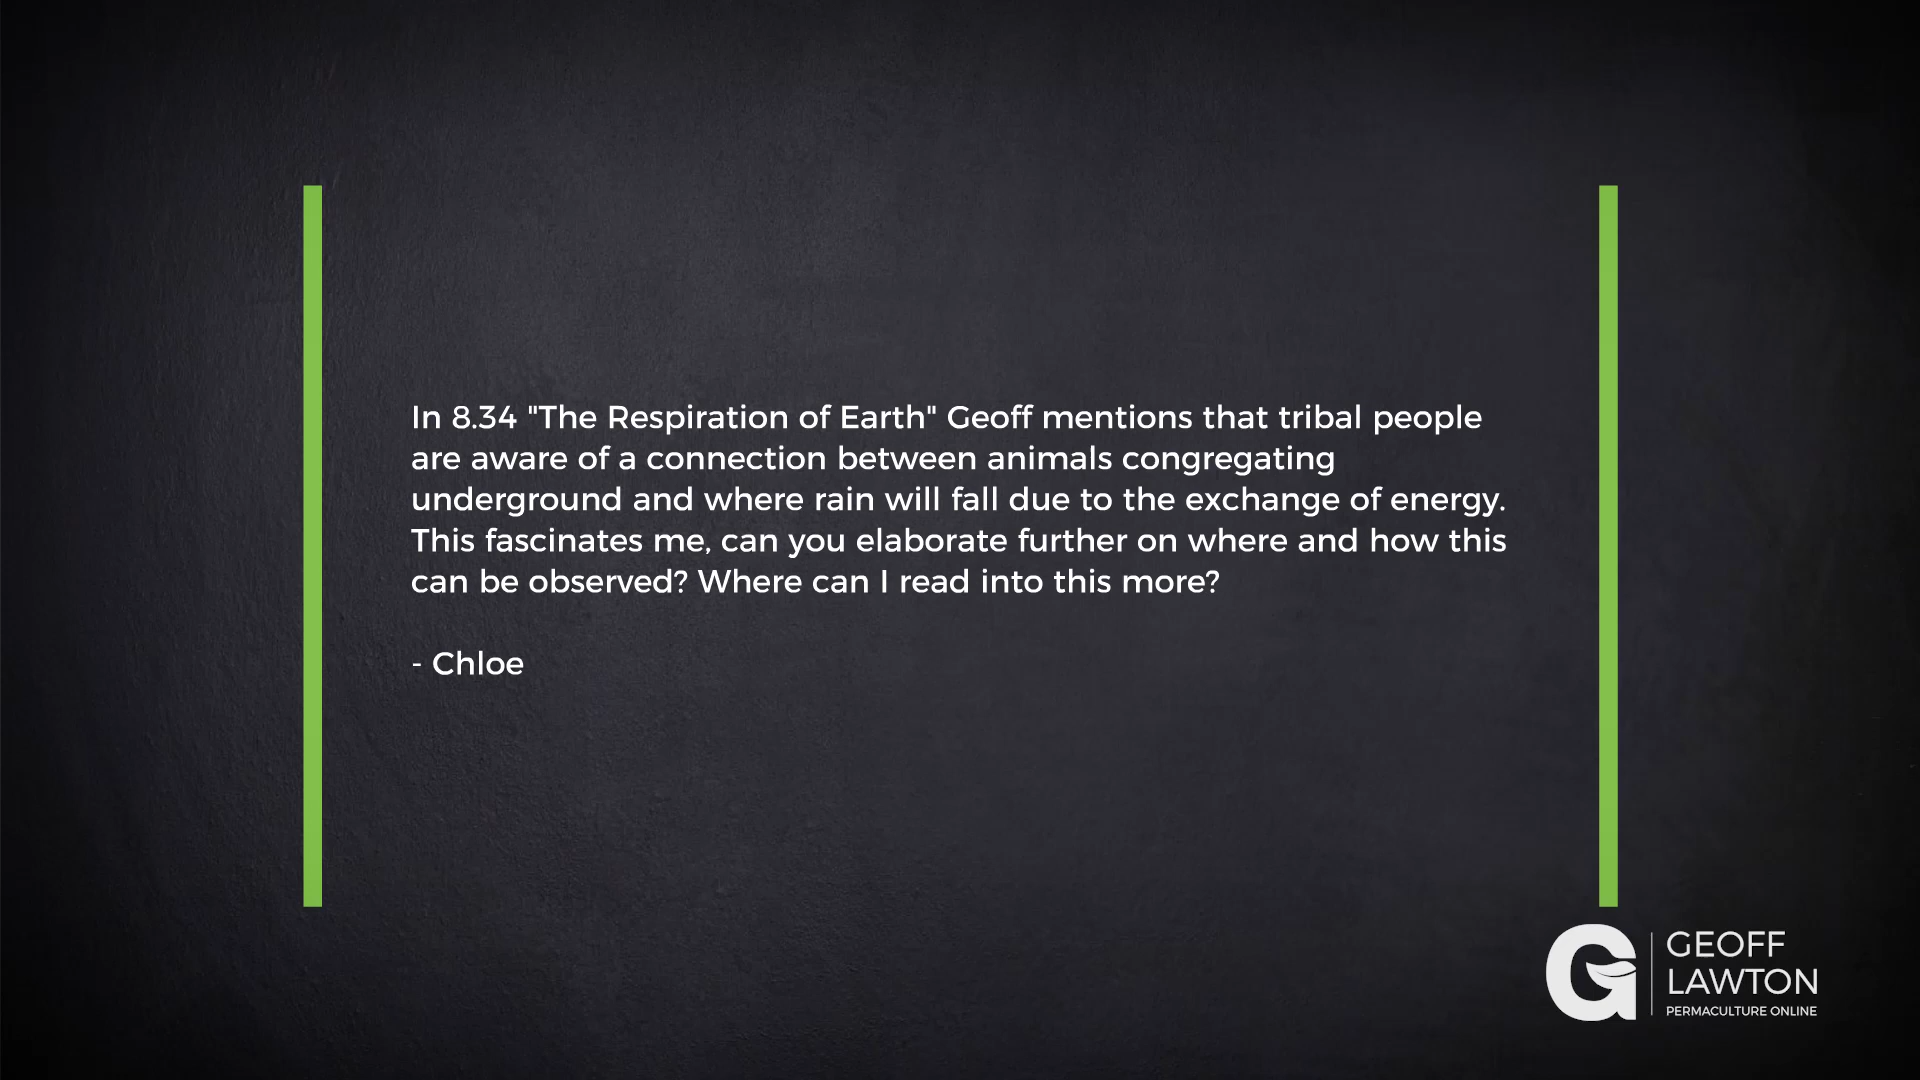 In 8.34 "The Respiration of Earth" Geoff mentions that tribal people
are aware of a connection between animals congregating
underground and where rain will fall due to the exchange of energy.
This fascinates me, can you elaborate further on where and how this
can be observed? Where can I read into this more?
- Chloe
GEOFF
LAWTON
PERMACULTURE ONLINE